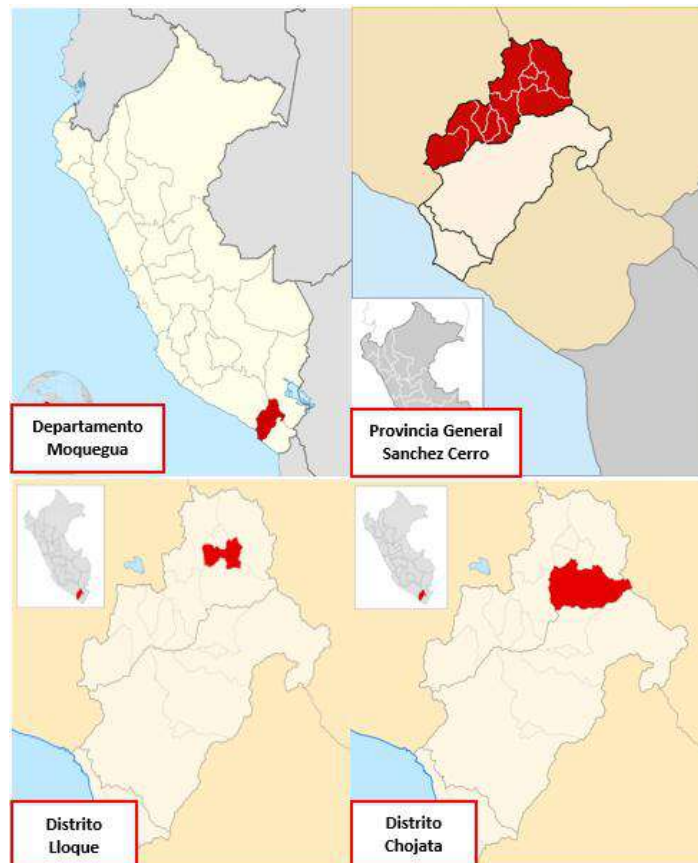 Departamento
Moquegua
Provincia General
Sanchez Cerro
Distrito
Lloque
Distrito
Chojata